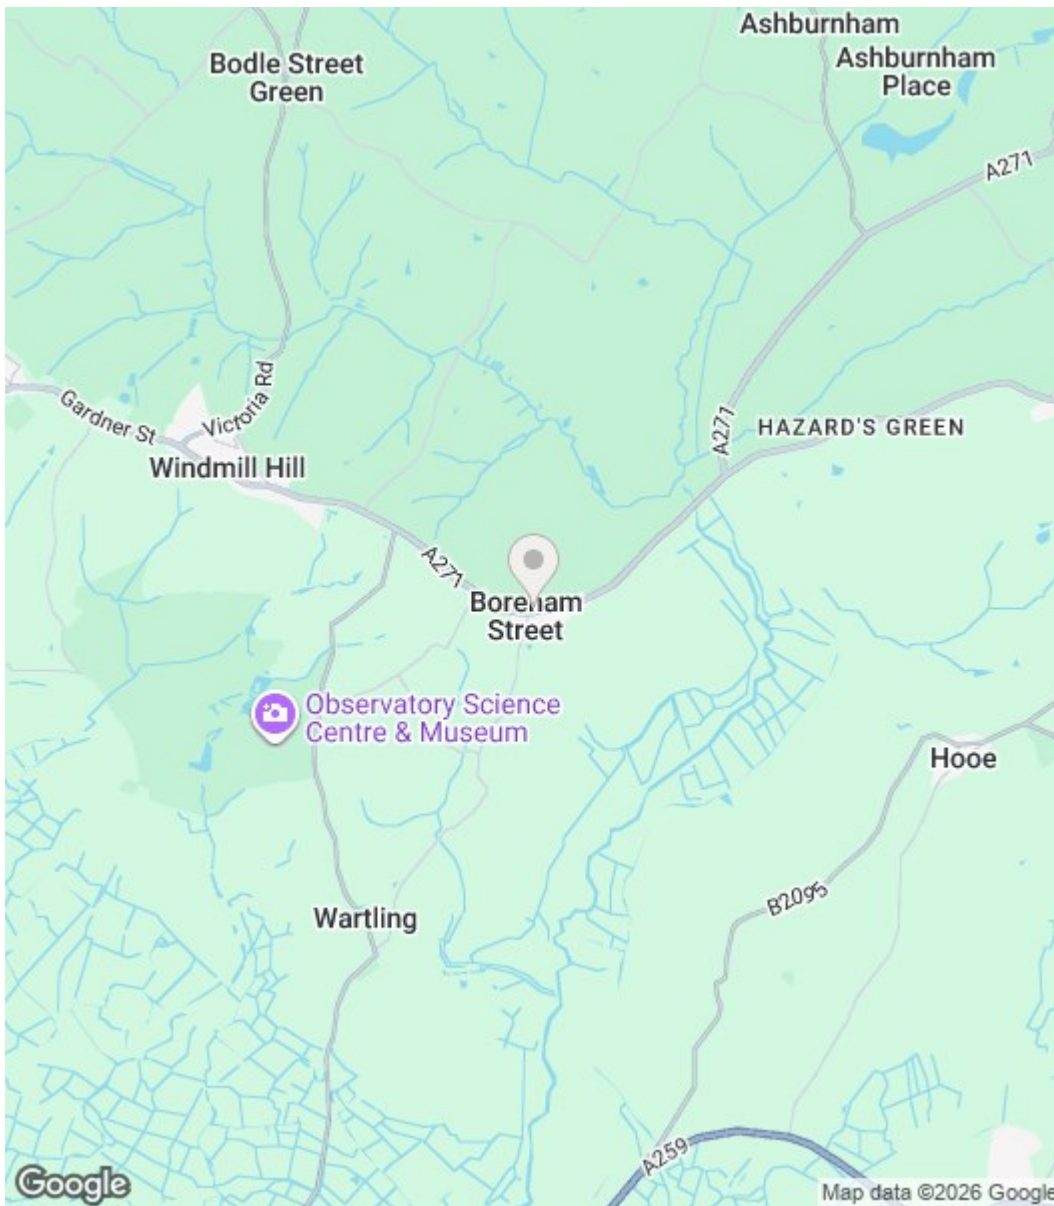 Ashburnham
Bodle Street
Green
Ashburnham
Place
A271
Gardner St
Victoria Rd
A271
HAZARD'S GREEN
Windmill Hill
A271
Boreham
Street
Observatory Science
Centre & Museum
Hooe
B2095
Wartling
A259
Google
Map data ©2026 Google